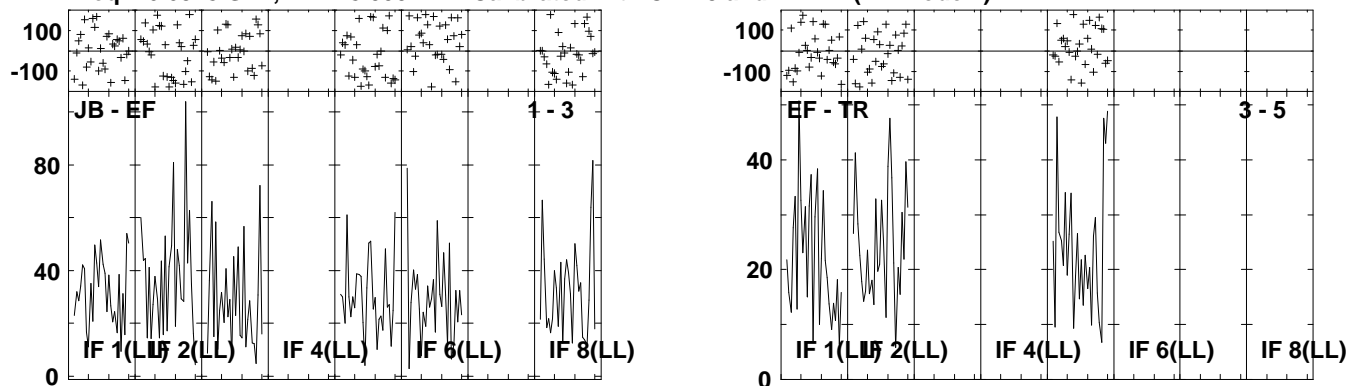 100
-100
JB - EF
1 - 3
80
40
0
IF 1(LL)
IF 2(LL)
IF 4(LL)
IF 6(LL)
IF 8(LL)
100
-100
EF - TR
3 - 5
40
20
0
IF 1(LL)
IF 2(LL)
IF 4(LL)
IF 6(LL)
IF 8(LL)